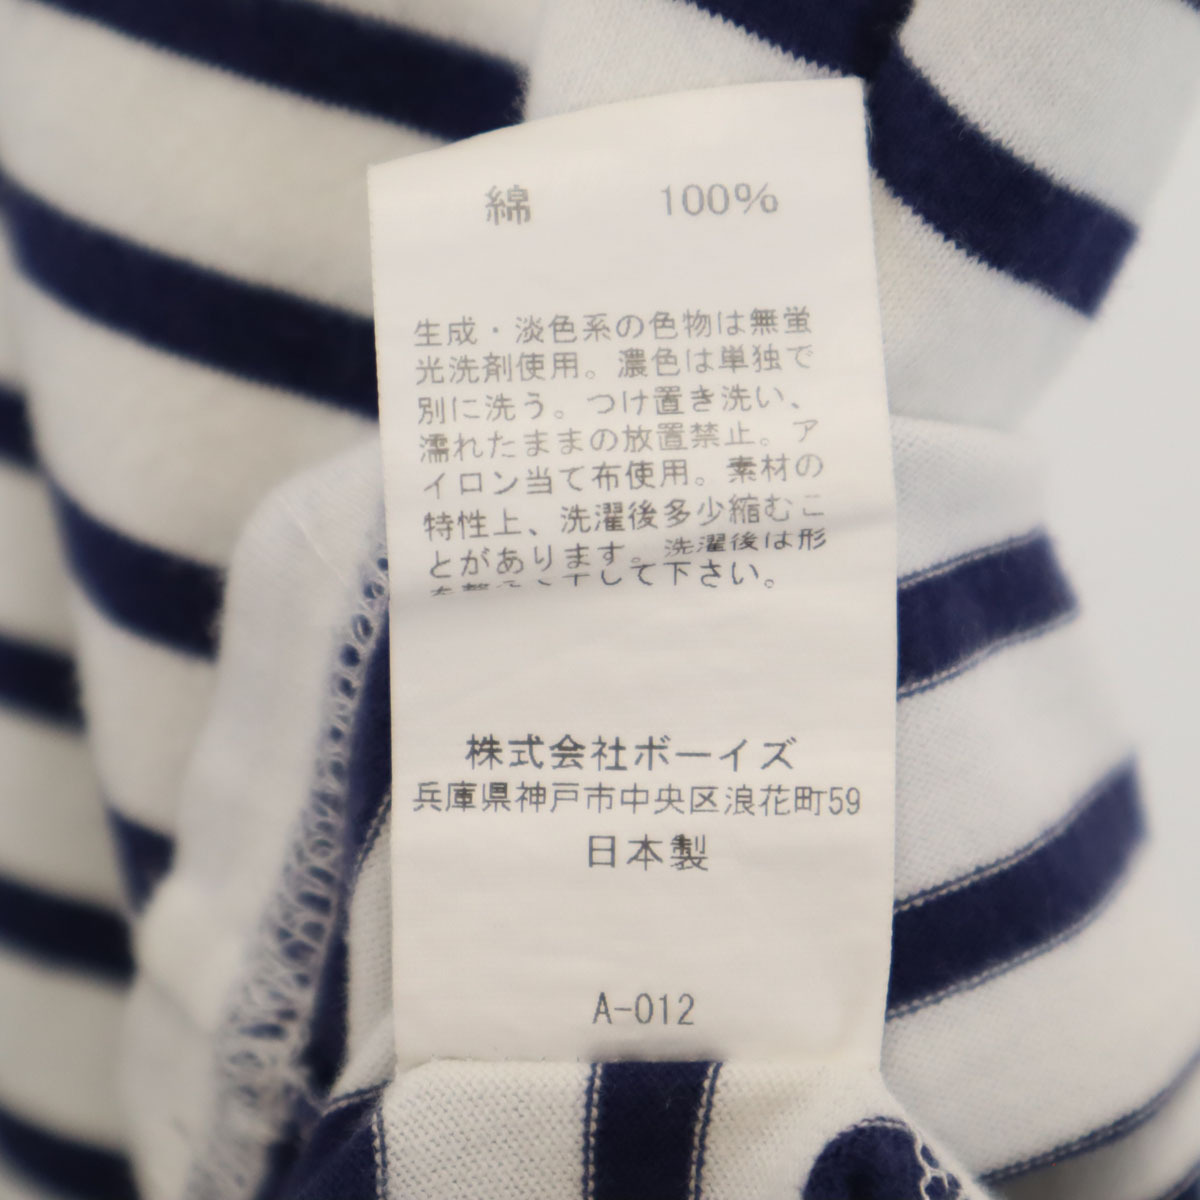 綿 100%
生成・淡色系の色物は無蛍
光洗剤使用。濃色は単独で
別に洗う。つけ置き洗い、
濡れたままの放置禁止。ア
イロン当て布使用。素材の
特性上、洗濯後多少縮むこ
とがあります。洗濯後は形
して下さい。
株式会社ボーイズ
兵庫県神戸市中央区浪花町59
日本製
A-012